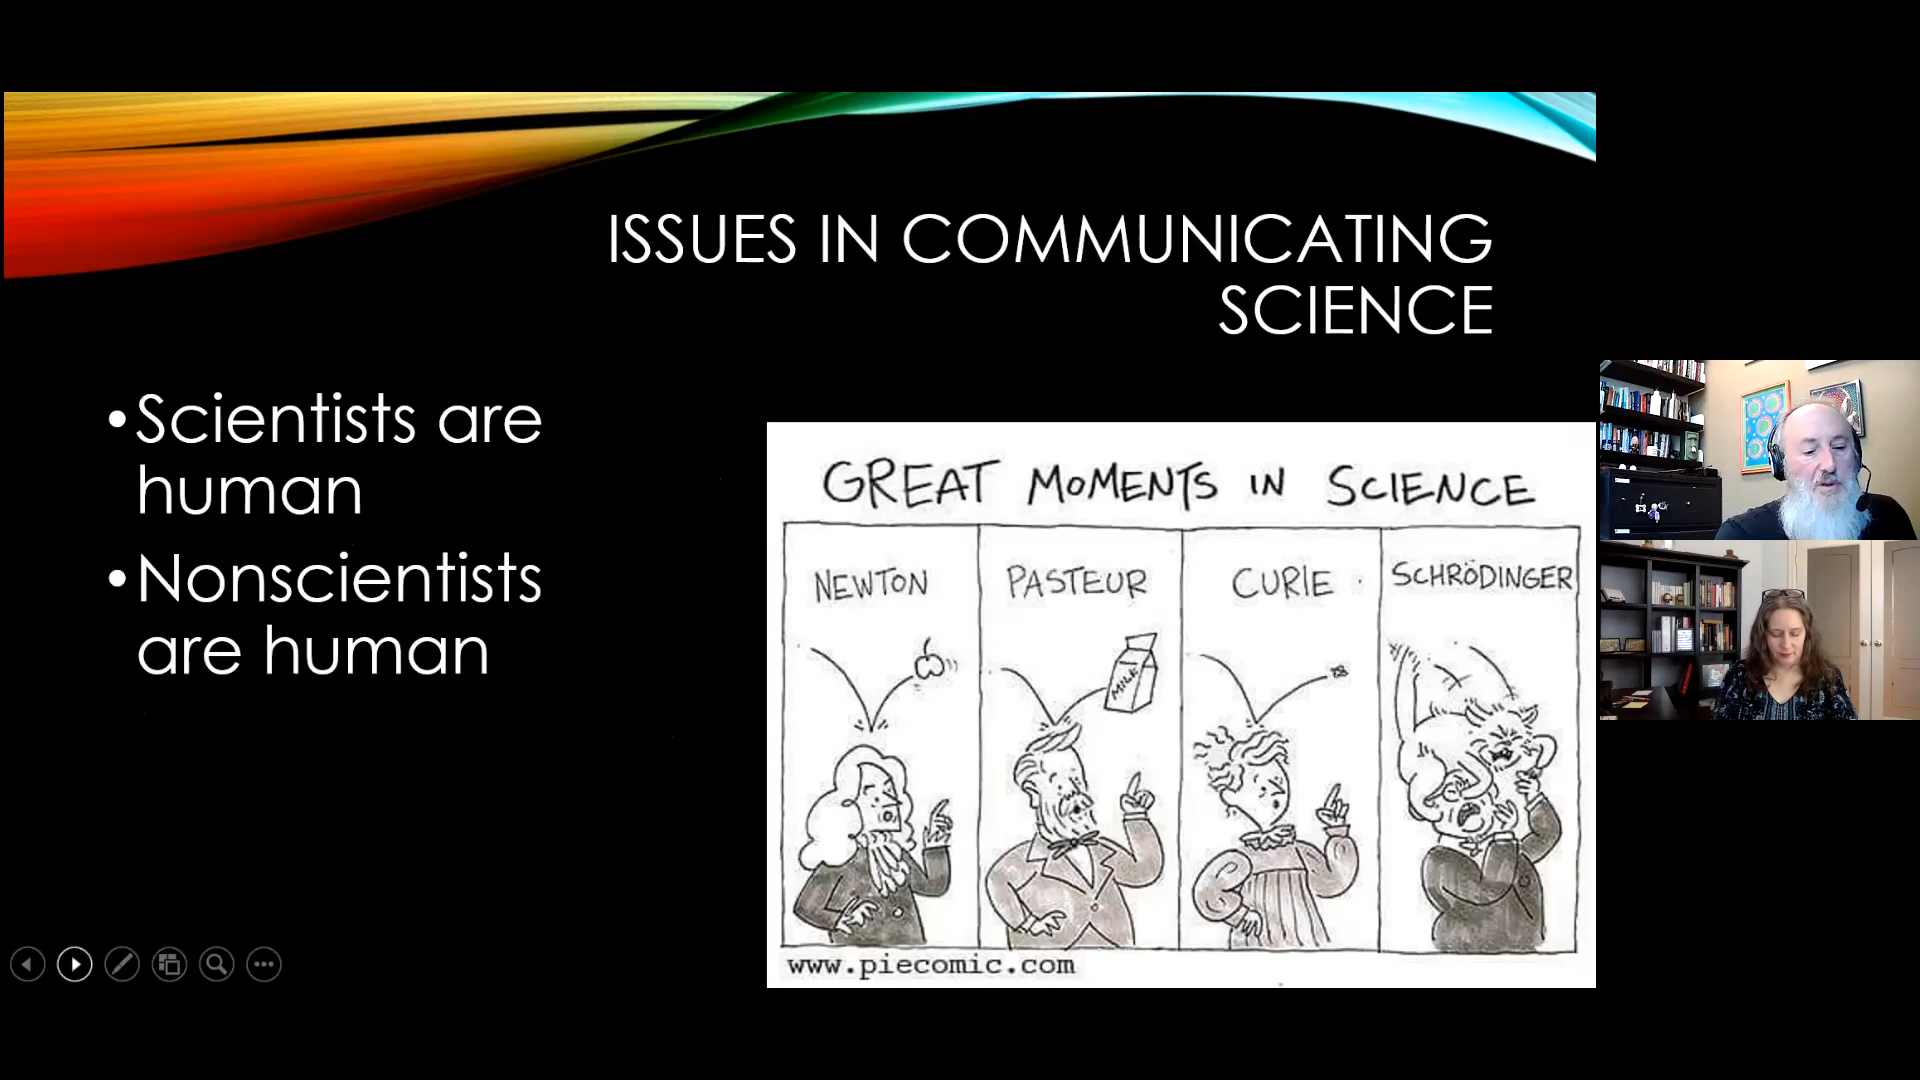 ISSUES IN COMMUNICATING
SCIENCE
•Scientists are
human
•Nonscientists
are human
GREAT MOMENTS IN SCIENCE
NEWTON
PASTEUR
CURIE
SCHRÖDINGER
MILK
www.piecomic.com